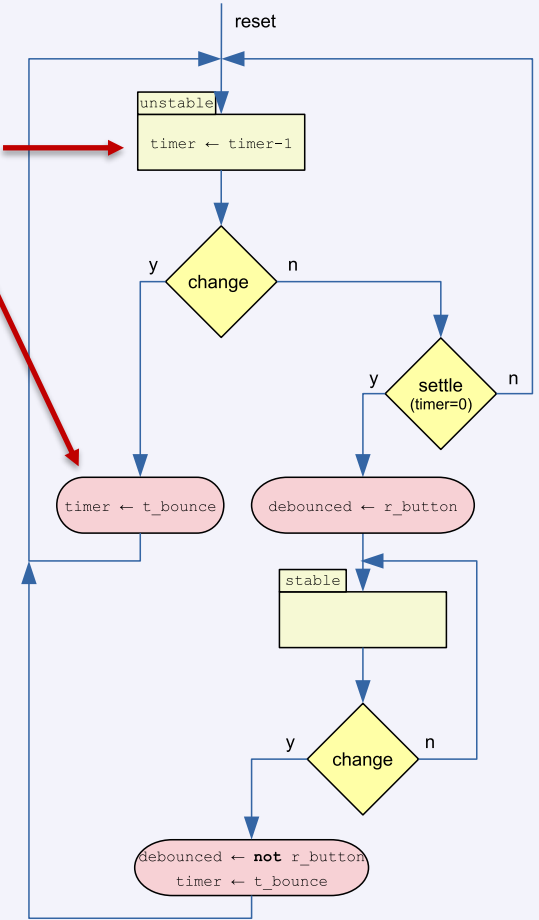 reset
unstable
timer ← timer-1
y
change
n
y
settle
(timer=0)
n
timer ← t_bounce
debounced ← r_button
stable
y
change
n
debounced ← not r_button
timer ← t_bounce